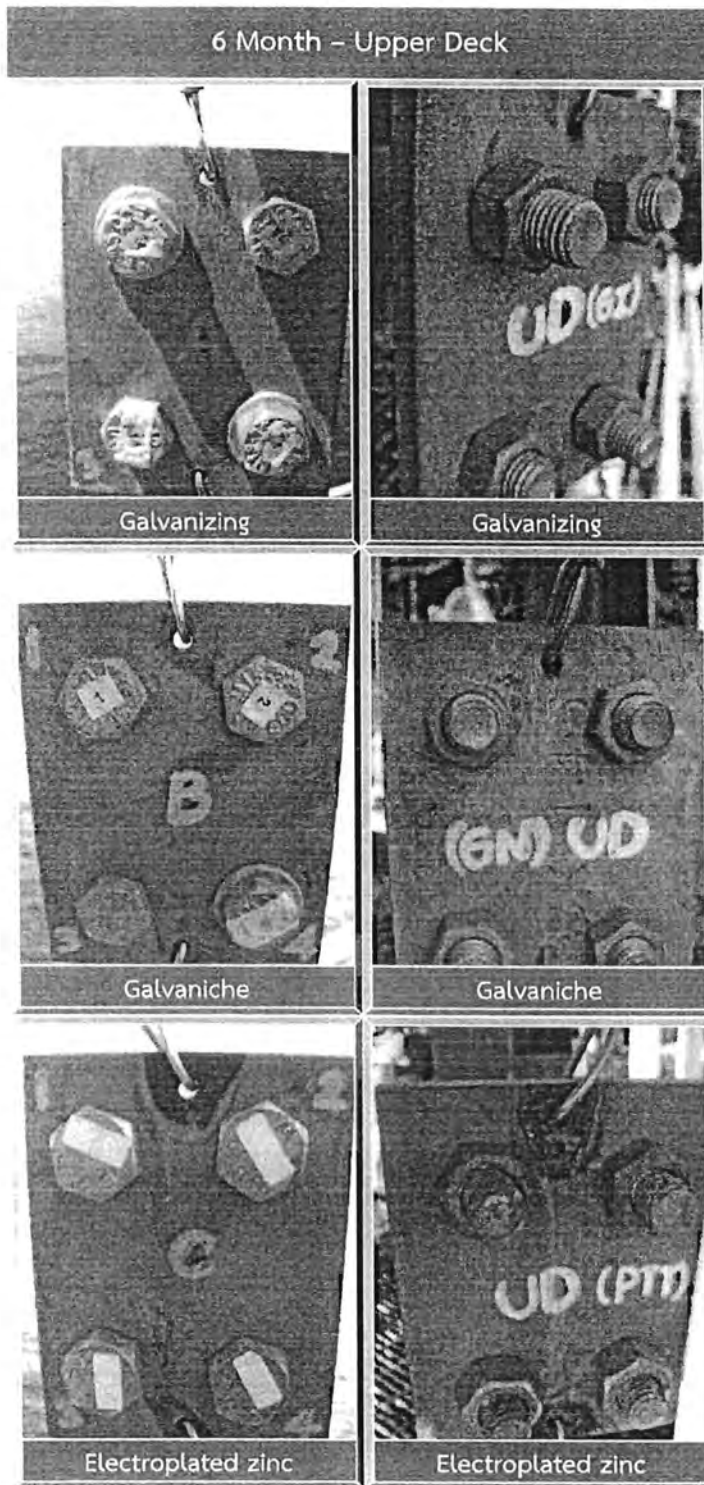 6 Month – Upper Deck
UD (GI)
Galvanizing
Galvanizing
1
2
1
2
B
(GN) UD
Galvaniche
Galvaniche
2
UD (PTT)
Electroplated zinc
Electroplated zinc